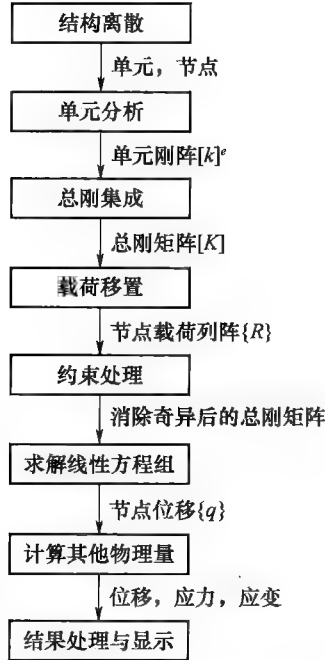 结构离散
单元，节点
单元分析
单元刚阵[k]ᵉ
总刚集成
总刚矩阵[K]
载荷移置
节点载荷列阵{R}
约束处理
消除奇异后的总刚矩阵
求解线性方程组
节点位移{q}
计算其他物理量
位移，应力，应变
结果处理与显示